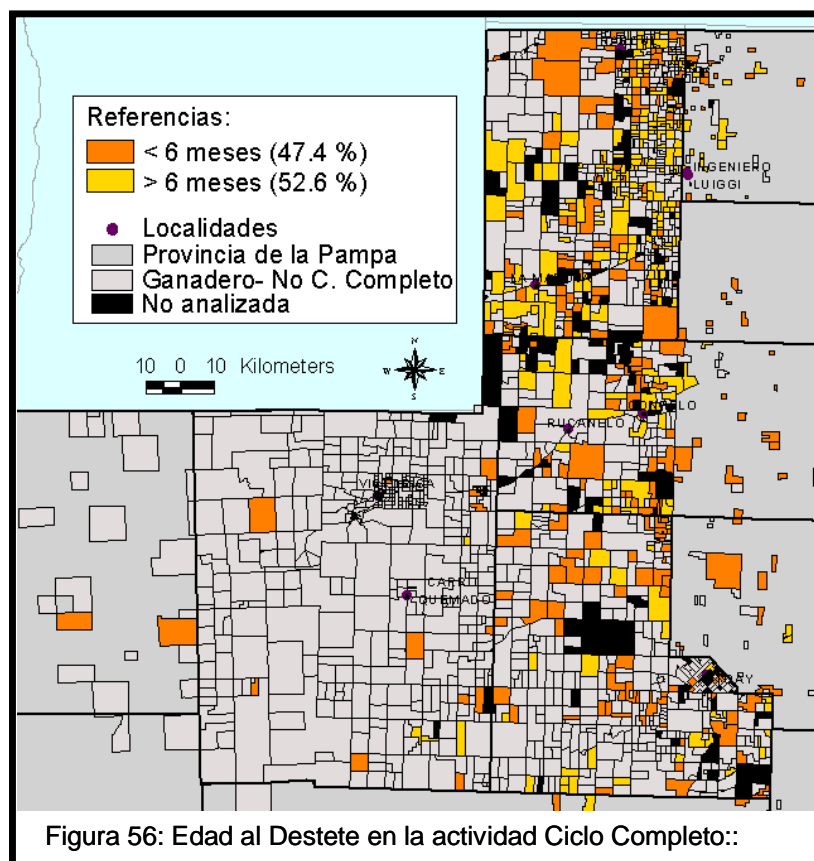 Referencias:
< 6 meses (47.4 %)
> 6 meses (52.6 %)
Localidades
Provincia de la Pampa
Ganadero- No C. Completo
No analizada
10 0 10 Kilometers
N
W E
S
INGENIERO
LUIGGI
RUCANELO
QUEMADO
Figura 56: Edad al Destete en la actividad Ciclo Completo::